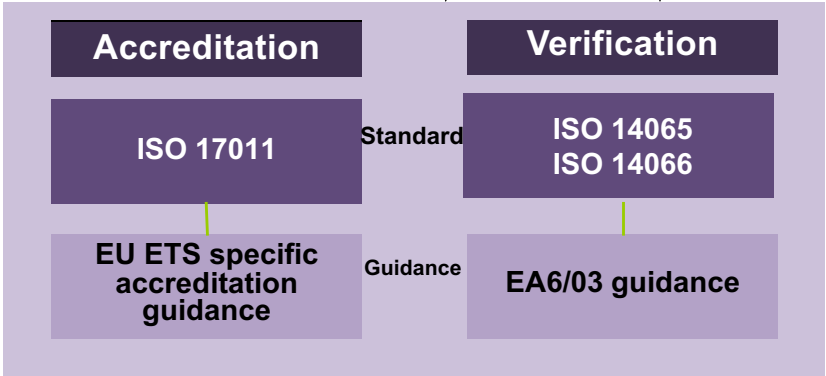 Accreditation
Verification
ISO 17011
Standard
ISO 14065
ISO 14066
EU ETS specific
accreditation
guidance
Guidance
EA6/03 guidance